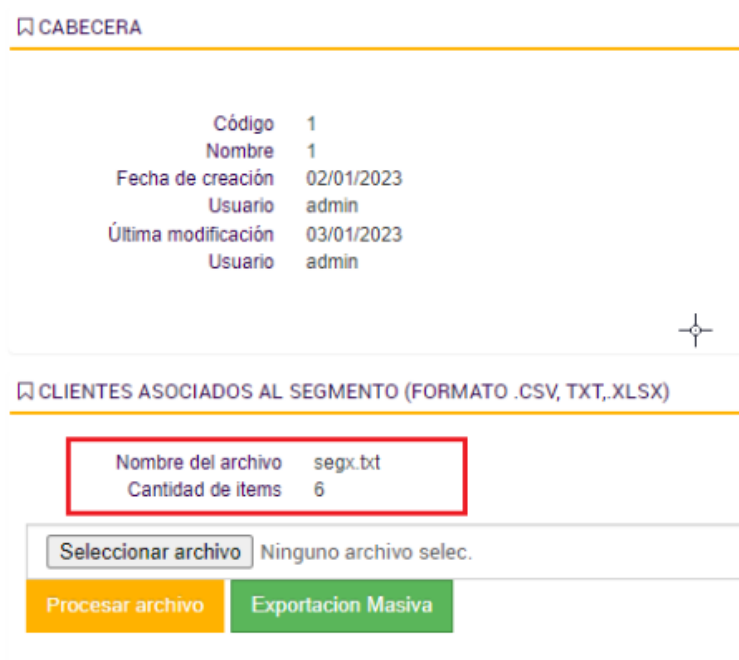 CABECERA
Código 1
Nombre 1
Fecha de creación 02/01/2023
Usuario admin
Última modificación 03/01/2023
Usuario admin
CLIENTES ASOCIADOS AL SEGMENTO (FORMATO .CSV, TXT,.XLSX)
Nombre del archivo segx.txt
Cantidad de items 6
Seleccionar archivo Ninguno archivo selec.
Procesar archivo Exportacion Masiva